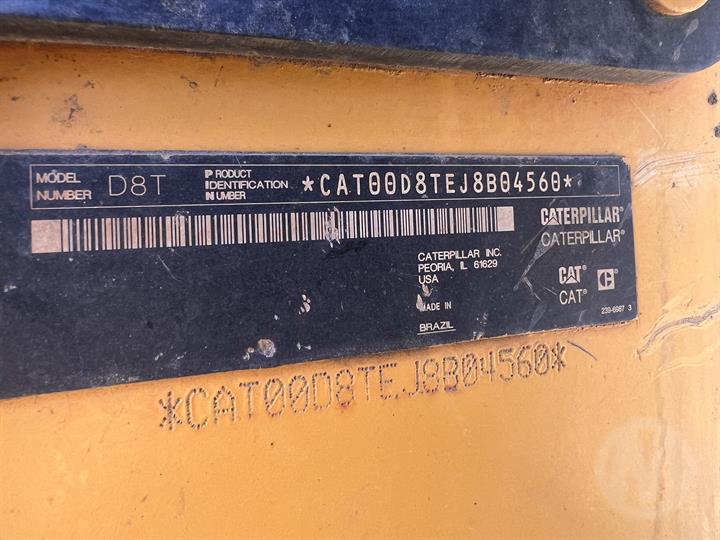 MODEL NUMBER D8T
PRODUCT IDENTIFICATION NUMBER *CAT00D8TEJ8B04560*
CATERPILLAR®
CATERPILLAR®
CATERPILLAR INC.
PEORIA, IL 61629
USA
CAT® C®
CAT®
MADE IN
BRAZIL
239-6967 3
*CAT00D8TEJ8B04560*